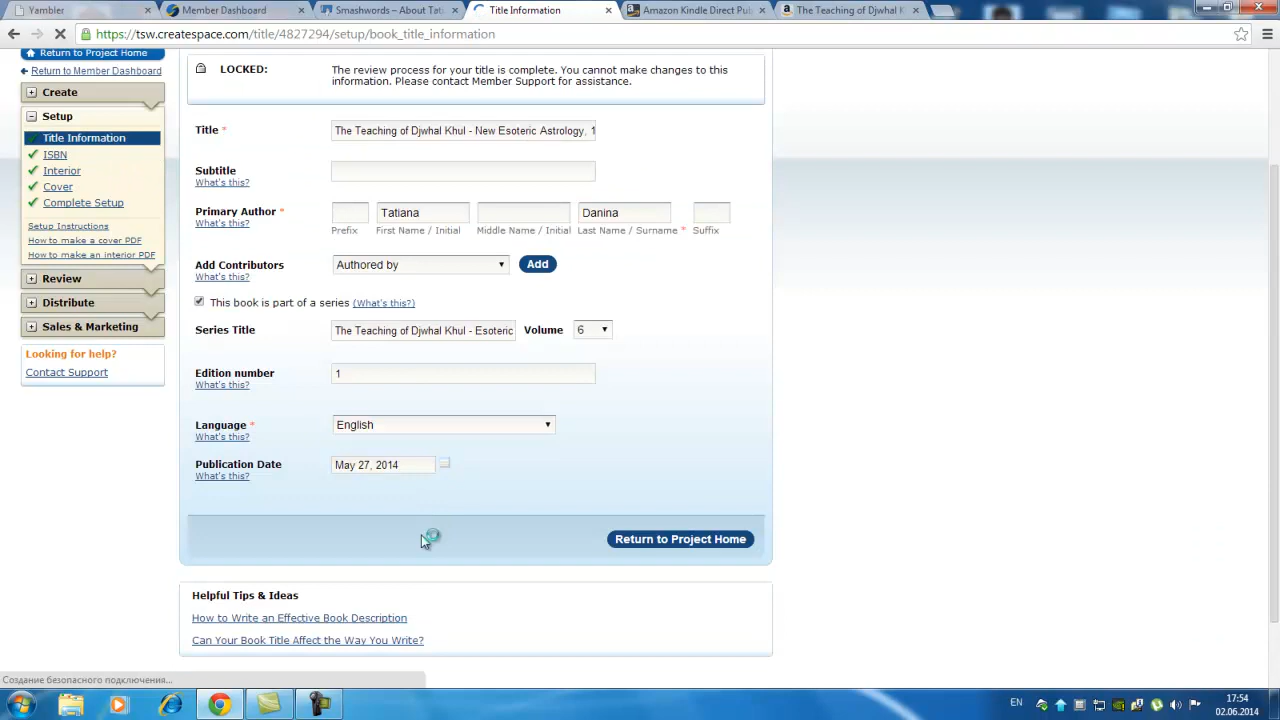 Yambler
Member Dashboard
Smashwords – About Tat
Title Information
Amazon Kindle Direct Pub
The Teaching of Djwhal K
https://tsw.createspace.com/title/4827294/setup/book_title_information
Return to Project Home
Return to Member Dashboard
Create
Setup
Title Information
ISBN
Interior
Cover
Complete Setup
Setup Instructions
How to make a cover PDF
How to make an interior PDF
Review
Distribute
Sales & Marketing
Looking for help?
Contact Support
LOCKED:
The review process for your title is complete. You cannot make changes to this
information. Please contact Member Support for assistance.
Title *
The Teaching of Djwhal Khul - New Esoteric Astrology, 1
Subtitle
What's this?
Primary Author *
What's this?
Tatiana
Danina
Prefix
First Name / Initial
Middle Name / Initial
Last Name / Surname *
Suffix
Add Contributors
What's this?
Authored by
Add
This book is part of a series (What's this?)
Series Title
The Teaching of Djwhal Khul - Esoteric
Volume
6
Edition number
What's this?
1
Language *
What's this?
English
Publication Date
What's this?
May 27, 2014
Return to Project Home
Helpful Tips & Ideas
How to Write an Effective Book Description
Can Your Book Title Affect the Way You Write?
Создание безопасного подключения...
EN
17:54
02.06.2014